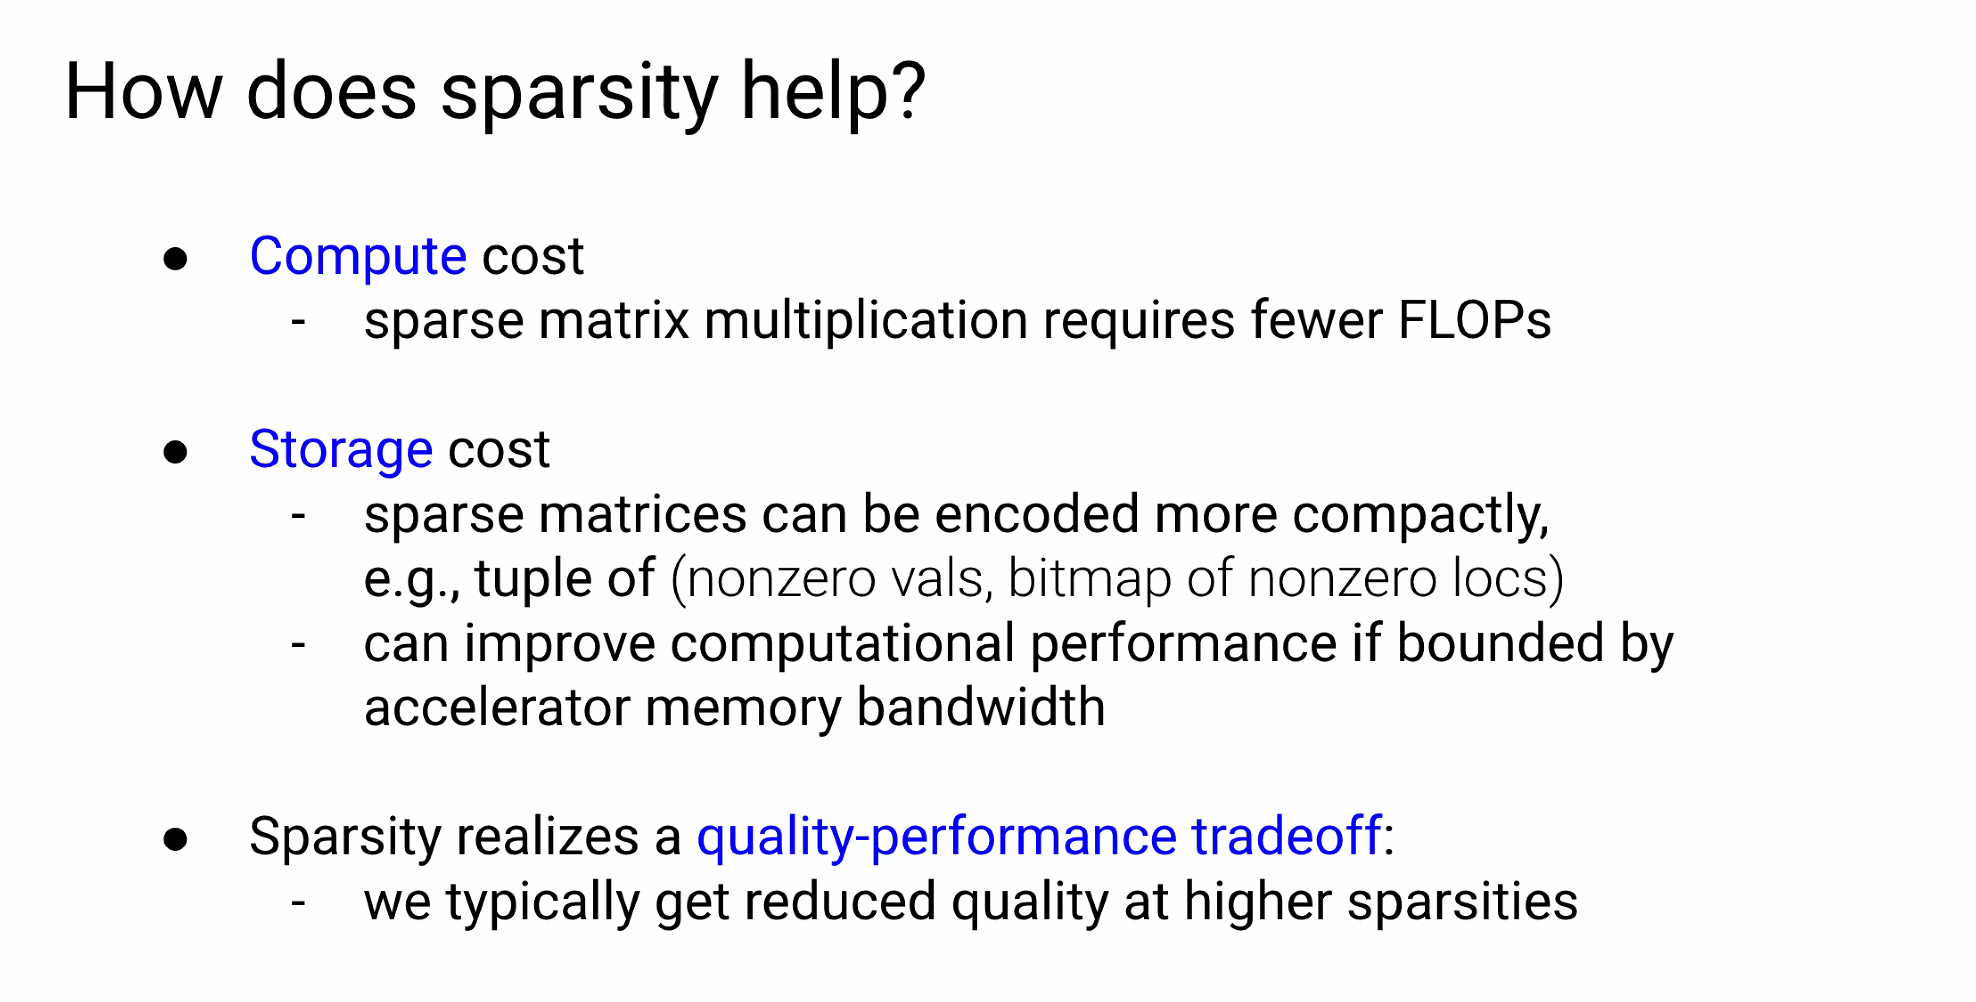 How does sparsity help?
● Compute cost
- sparse matrix multiplication requires fewer FLOPs
● Storage cost
- sparse matrices can be encoded more compactly,
e.g., tuple of (nonzero vals, bitmap of nonzero locs)
- can improve computational performance if bounded by
accelerator memory bandwidth
● Sparsity realizes a quality-performance tradeoff:
- we typically get reduced quality at higher sparsities